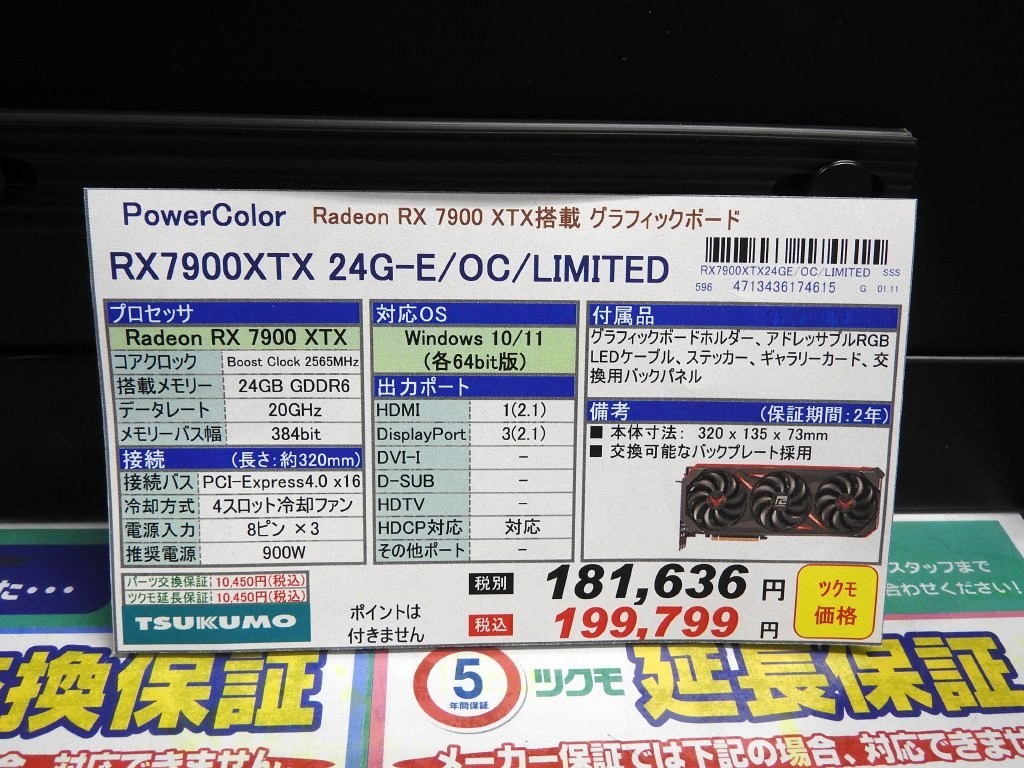 PowerColor Radeon RX 7900 XTX搭載 グラフィックボード
RX7900XTX 24G-E/OC/LIMITED
RX7900XTX24GE/OC/LIMITED SSS
596 4713436174615 G 01.11
プロセッサ
Radeon RX 7900 XTX
コアクロック Boost Clock 2565MHz
搭載メモリー 24GB GDDR6
データレート 20GHz
メモリーバス幅 384bit
接続 (長さ:約320mm)
接続バス PCI-Express4.0 x16
冷却方式 4スロット冷却ファン
電源入力 8ピン ×3
推奨電源 900W
対応OS
Windows 10/11
(各64bit版)
出力ポート
HDMI 1(2.1)
DisplayPort 3(2.1)
DVI-I -
D-SUB -
HDTV -
HDCP対応 対応
その他ポート -
付属品
グラフィックボードホルダー、アドレッサブルRGB
LEDケーブル、ステッカー、ギャラリーカード、交
換用バックパネル
備考 (保証期間:2年)
■ 本体寸法: 320 x 135 x 73mm
■ 交換可能なバックプレート採用
パーツ交換保証 10,450円(税込)
ツクモ延長保証 10,450円(税込)
TSUKUMO
ポイントは
付きません
税別 181,636 円
税込 199,799 円
ツクモ
価格
た・・・
スタッフまで
合わせください!
換保証
5
年間保証
ツクモ 延長保証
合、対応できません
メーカー保証では下記の場合、対応できませ